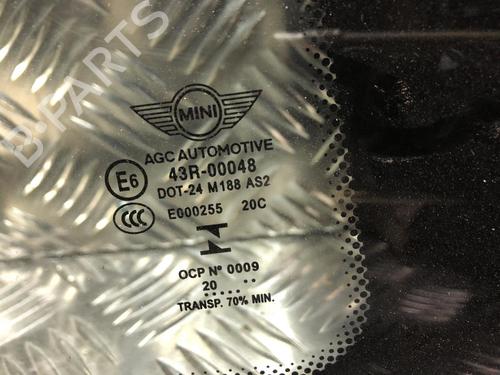 B-PARTS
MINI
AGC AUTOMOTIVE
E6 43R-00048
DOT-24 M188 AS2
CCC E000255 20C
OCP Nº 0009
20
TRANSP. 70% MIN.